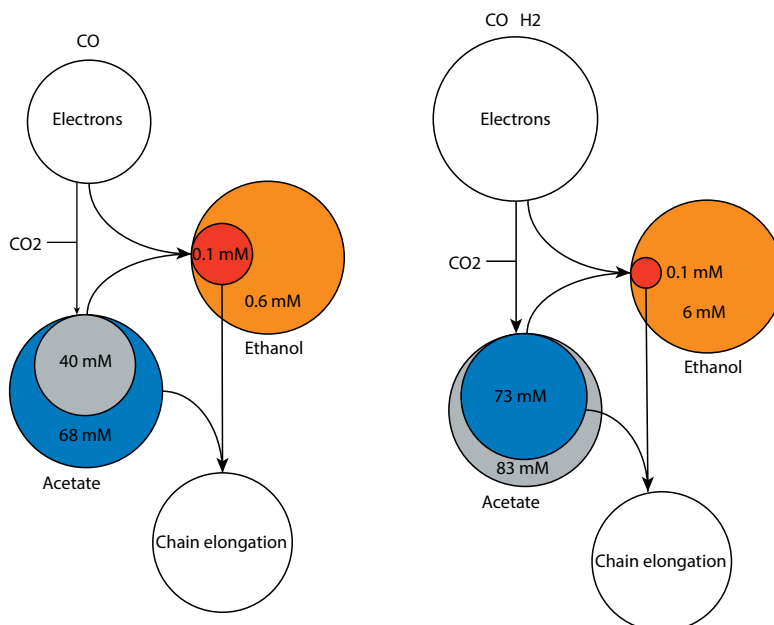 CO
Electrons
CO2
0.1 mM
0.6 mM
Ethanol
40 mM
68 mM
Acetate
Chain elongation
CO H2
Electrons
CO2
0.1 mM
6 mM
Ethanol
73 mM
83 mM
Acetate
Chain elongation